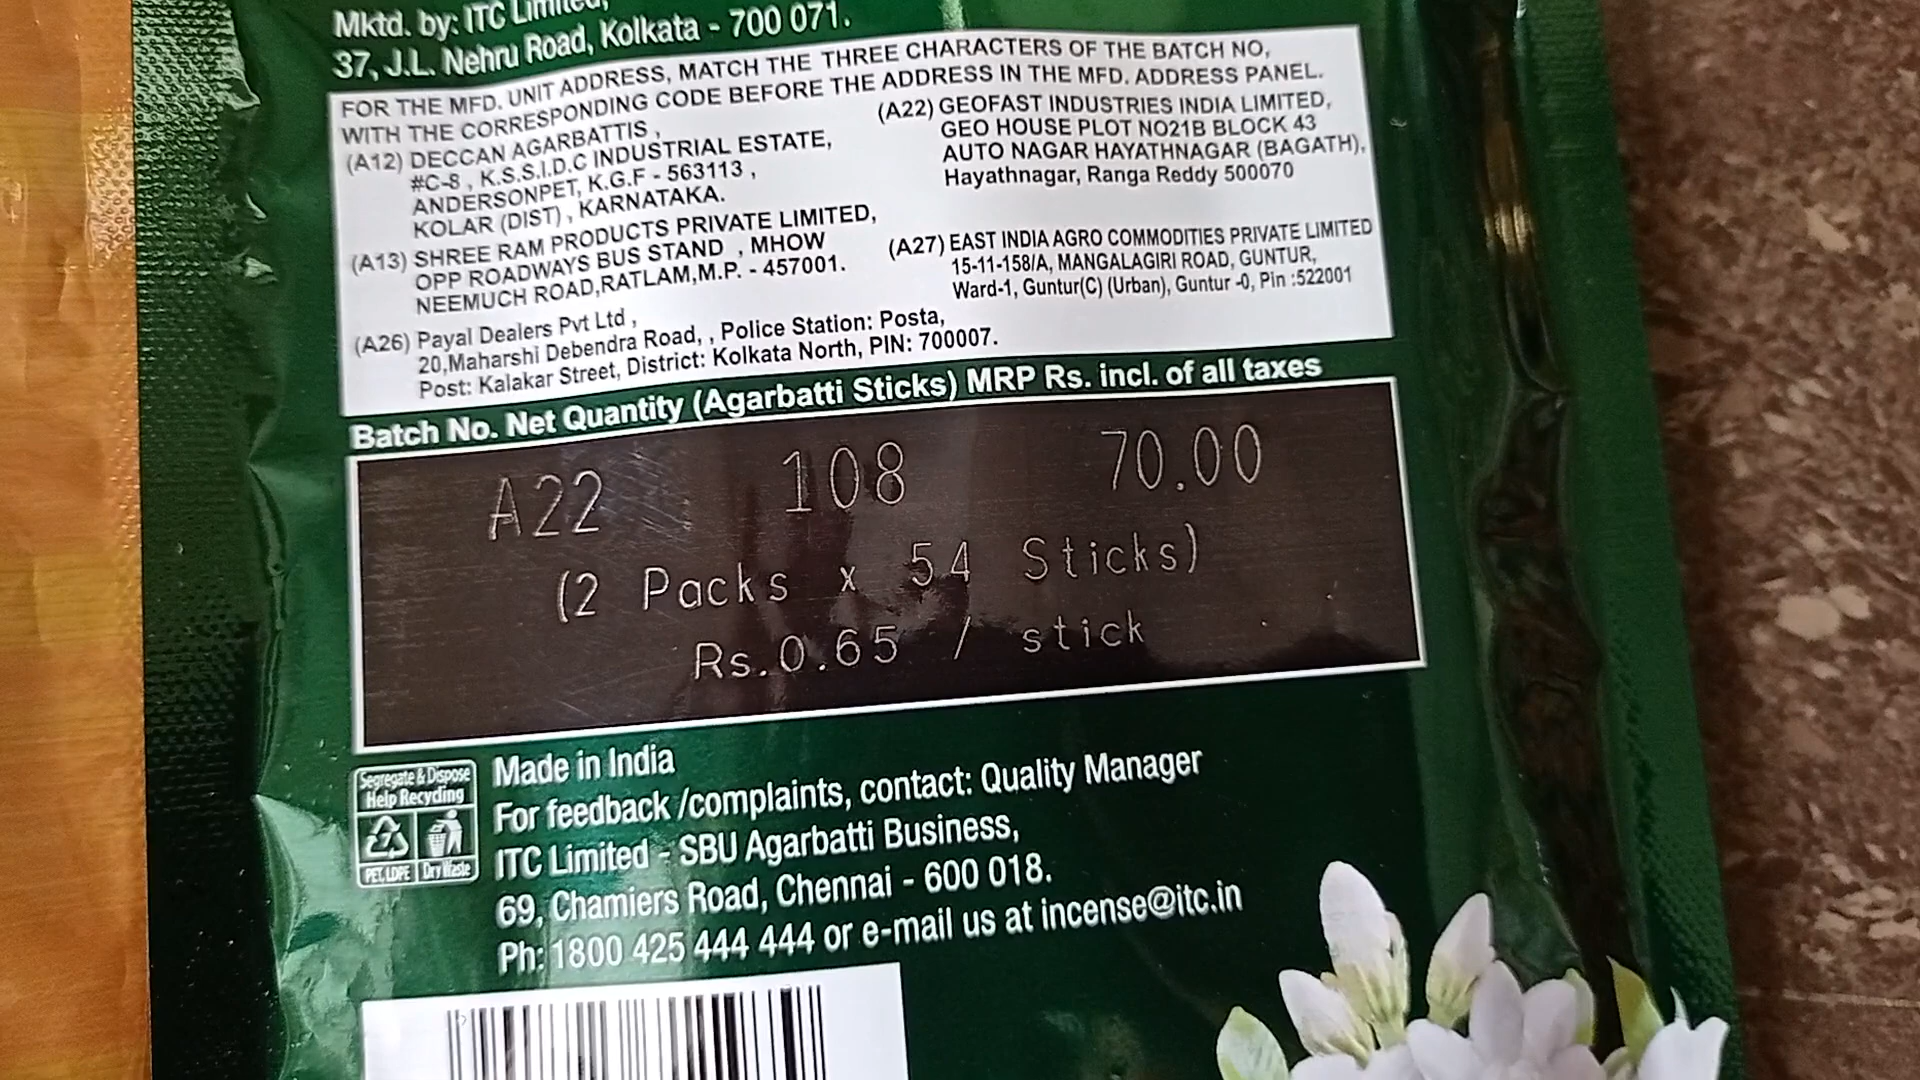 Mktd. by: ITC Limited,
37, J.L. Nehru Road, Kolkata - 700 071.
FOR THE MFD. UNIT ADDRESS, MATCH THE THREE CHARACTERS OF THE BATCH NO,
WITH THE CORRESPONDING CODE BEFORE THE ADDRESS IN THE MFD. ADDRESS PANEL.
(A12) DECCAN AGARBATTIS ,
#C-8 , K.S.S.I.D.C INDUSTRIAL ESTATE,
ANDERSONPET, K.G.F - 563113 ,
KOLAR (DIST) , KARNATAKA.
(A13) SHREE RAM PRODUCTS PRIVATE LIMITED,
OPP ROADWAYS BUS STAND , MHOW
NEEMUCH ROAD,RATLAM,M.P. - 457001.
(A26) Payal Dealers Pvt Ltd ,
20,Maharshi Debendra Road, , Police Station: Posta,
Post: Kalakar Street, District: Kolkata North, PIN: 700007.
(A22) GEOFAST INDUSTRIES INDIA LIMITED,
GEO HOUSE PLOT NO21B BLOCK 43
AUTO NAGAR HAYATHNAGAR (BAGATH),
Hayathnagar, Ranga Reddy 500070
(A27) EAST INDIA AGRO COMMODITIES PRIVATE LIMITED
15-11-158/A, MANGALAGIRI ROAD, GUNTUR,
Ward-1, Guntur(C) (Urban), Guntur -0, Pin :522001
Batch No. Net Quantity (Agarbatti Sticks) MRP Rs. incl. of all taxes
A22 108 70.00
(2 Packs x 54 Sticks)
Rs.0.65 / stick
Segregate & Dispose
Help Recycling
7
PET, LDPE Dry Waste
Made in India
For feedback /complaints, contact: Quality Manager
ITC Limited - SBU Agarbatti Business,
69, Chamiers Road, Chennai - 600 018.
Ph: 1800 425 444 444 or e-mail us at incense@itc.in